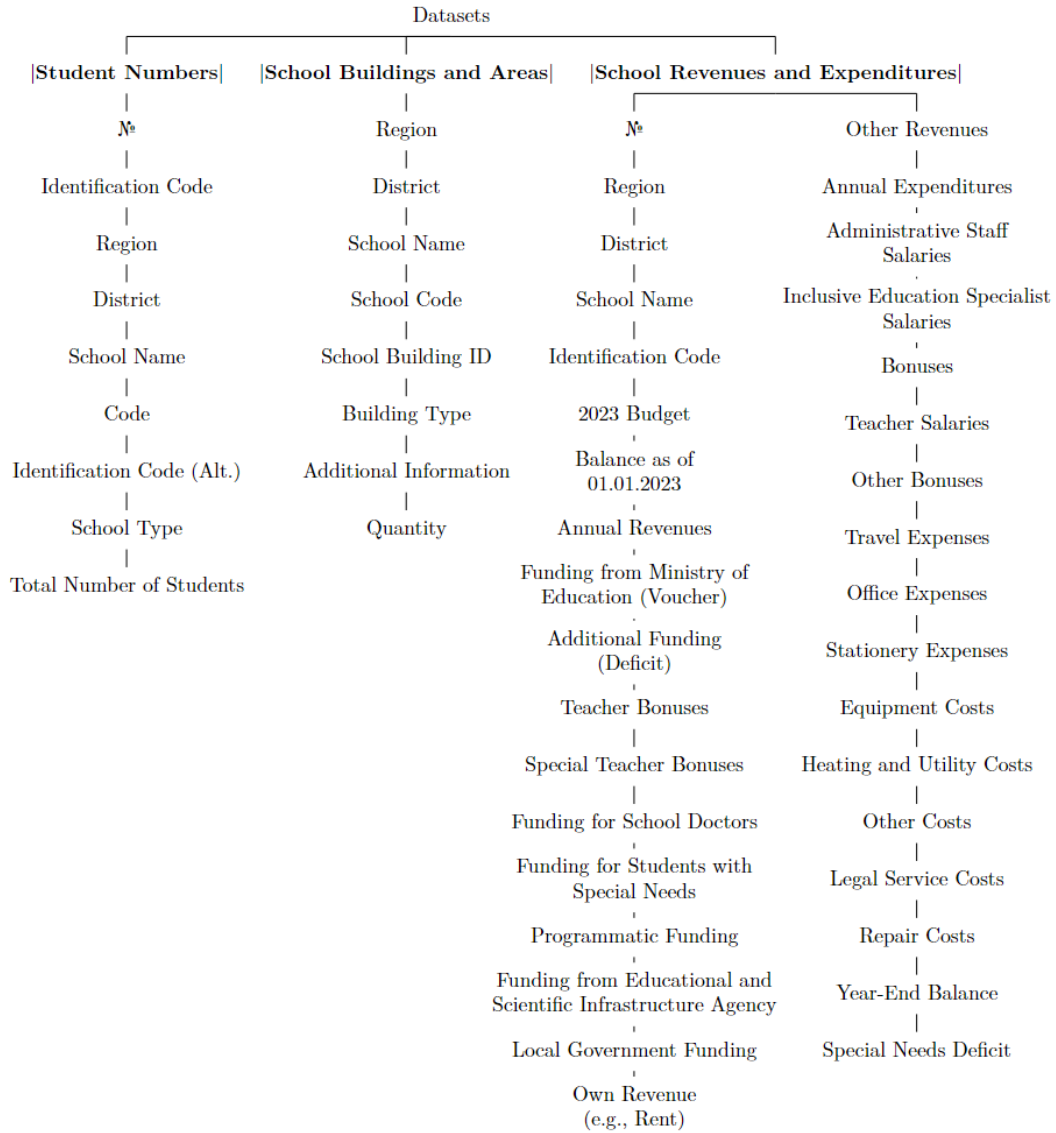 Datasets
|Student Numbers|
№
Identification Code
Region
District
School Name
Code
Identification Code (Alt.)
School Type
Total Number of Students
|School Buildings and Areas|
Region
District
School Name
School Code
School Building ID
Building Type
Additional Information
Quantity
|School Revenues and Expenditures|
№
Region
District
School Name
Identification Code
2023 Budget
Balance as of
01.01.2023
Annual Revenues
Funding from Ministry of
Education (Voucher)
Additional Funding
(Deficit)
Teacher Bonuses
Special Teacher Bonuses
Funding for School Doctors
Funding for Students with
Special Needs
Programmatic Funding
Funding from Educational and
Scientific Infrastructure Agency
Local Government Funding
Own Revenue
(e.g., Rent)
Other Revenues
Annual Expenditures
Administrative Staff
Salaries
Inclusive Education Specialist
Salaries
Bonuses
Teacher Salaries
Other Bonuses
Travel Expenses
Office Expenses
Stationery Expenses
Equipment Costs
Heating and Utility Costs
Other Costs
Legal Service Costs
Repair Costs
Year-End Balance
Special Needs Deficit